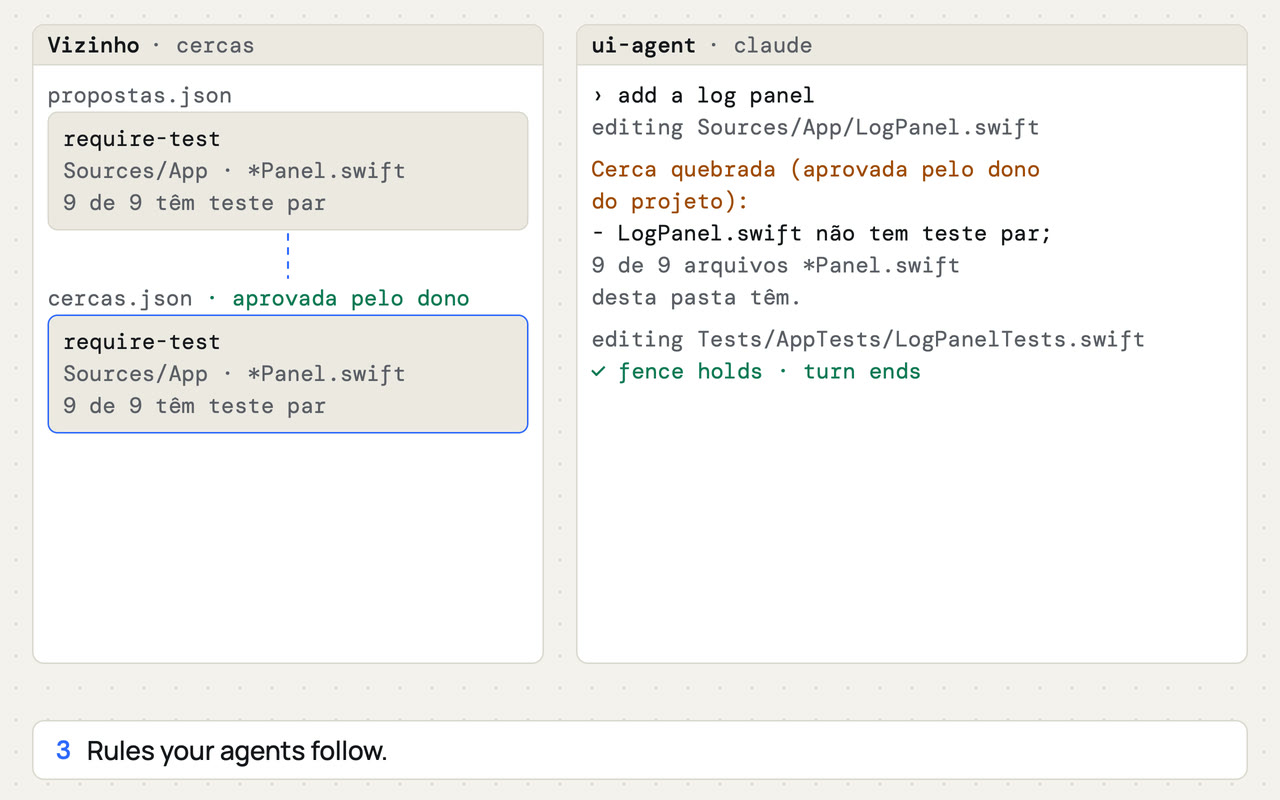 Vizinho · cercas
propostas.json
require-test
Sources/App · *Panel.swift
9 de 9 têm teste par
cercas.json · aprovada pelo dono
require-test
Sources/App · *Panel.swift
9 de 9 têm teste par
ui-agent · claude
› add a log panel
editing Sources/App/LogPanel.swift
Cerca quebrada (aprovada pelo dono
do projeto):
- LogPanel.swift não tem teste par;
9 de 9 arquivos *Panel.swift
desta pasta têm.
editing Tests/AppTests/LogPanelTests.swift
✓ fence holds · turn ends
3 Rules your agents follow.